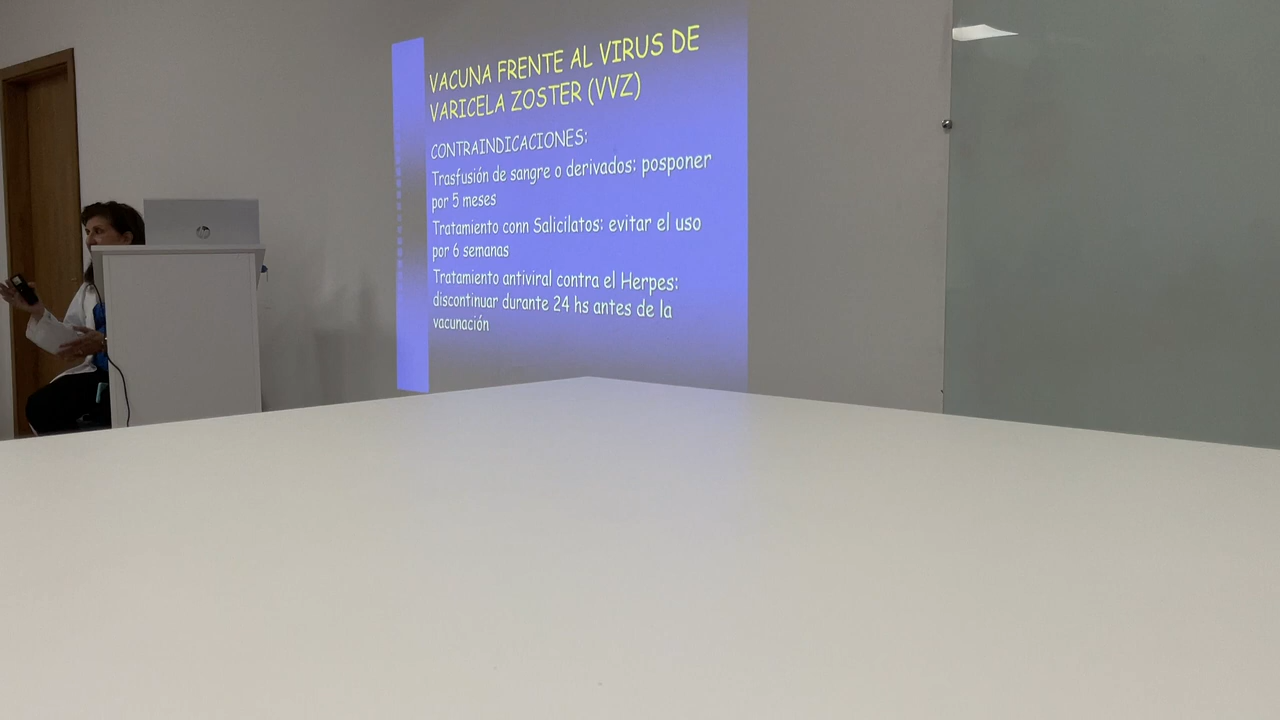 VACUNA FRENTE AL VIRUS DE
VARICELA ZOSTER (VVZ)
CONTRAINDICACIONES:
Trasfusión de sangre o derivados: posponer
por 5 meses
Tratamiento conn Salicilatos: evitar el uso
por 6 semanas
Tratamiento antiviral contra el Herpes:
discontinuar durante 24 hs antes de la
vacunación